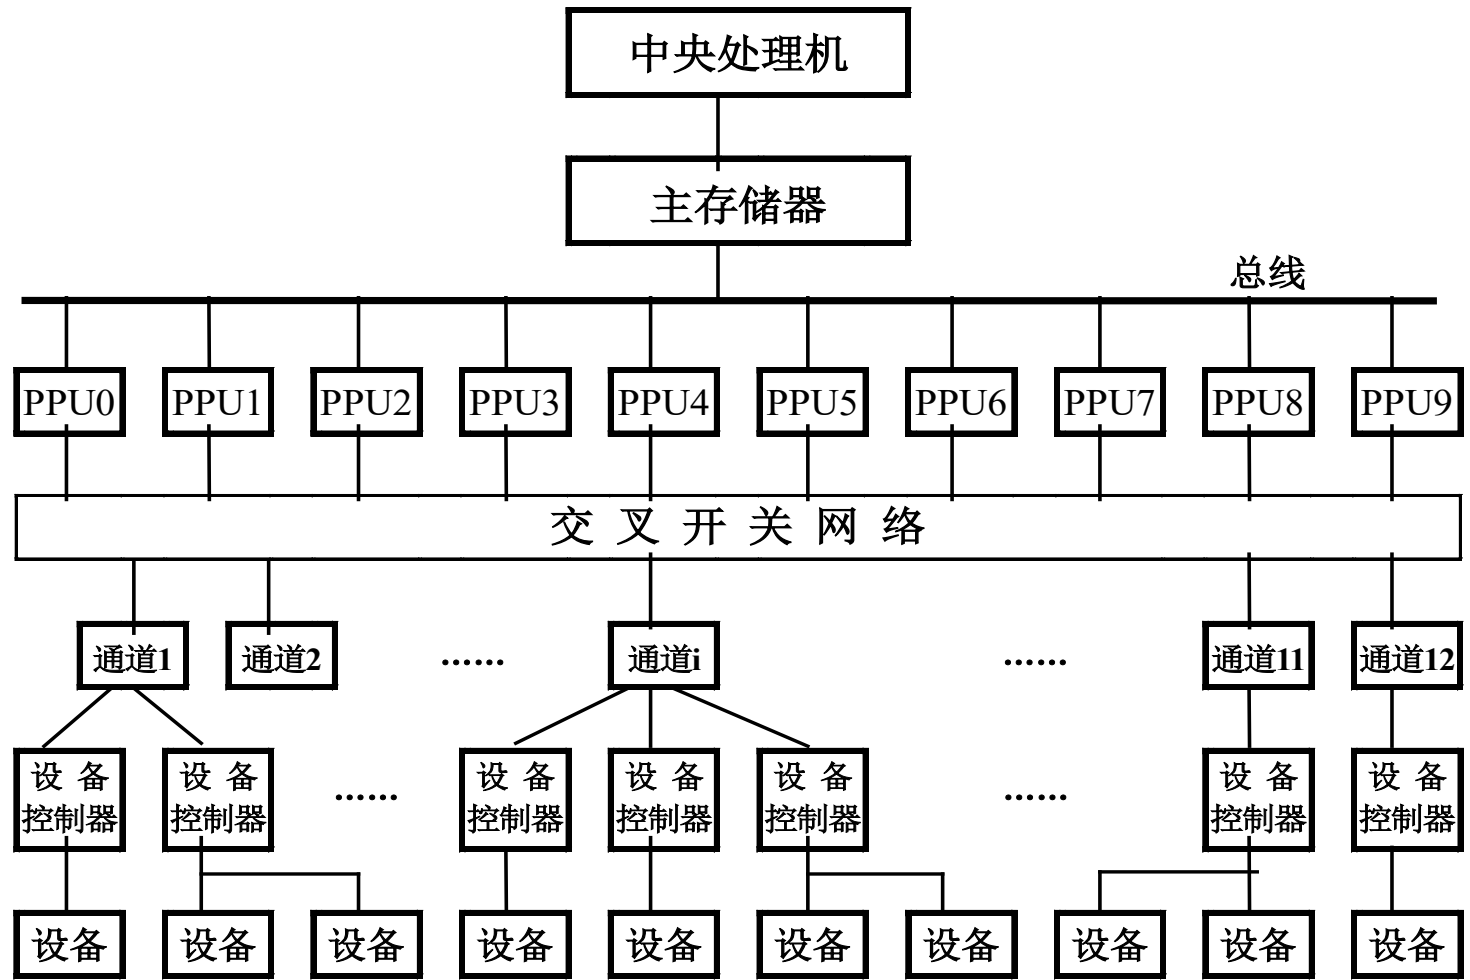 中央处理机
主存储器
总线
PPU0 PPU1 PPU2 PPU3 PPU4 PPU5 PPU6 PPU7 PPU8 PPU9
交叉开关网络
通道1 通道2 …… 通道i …… 通道11 通道12
设备 设备 设备 设备 设备 设备 设备
控制器 控制器 …… 控制器 控制器 控制器 …… 控制器 控制器
设备 设备 设备 设备 设备 设备 设备 设备 设备 设备